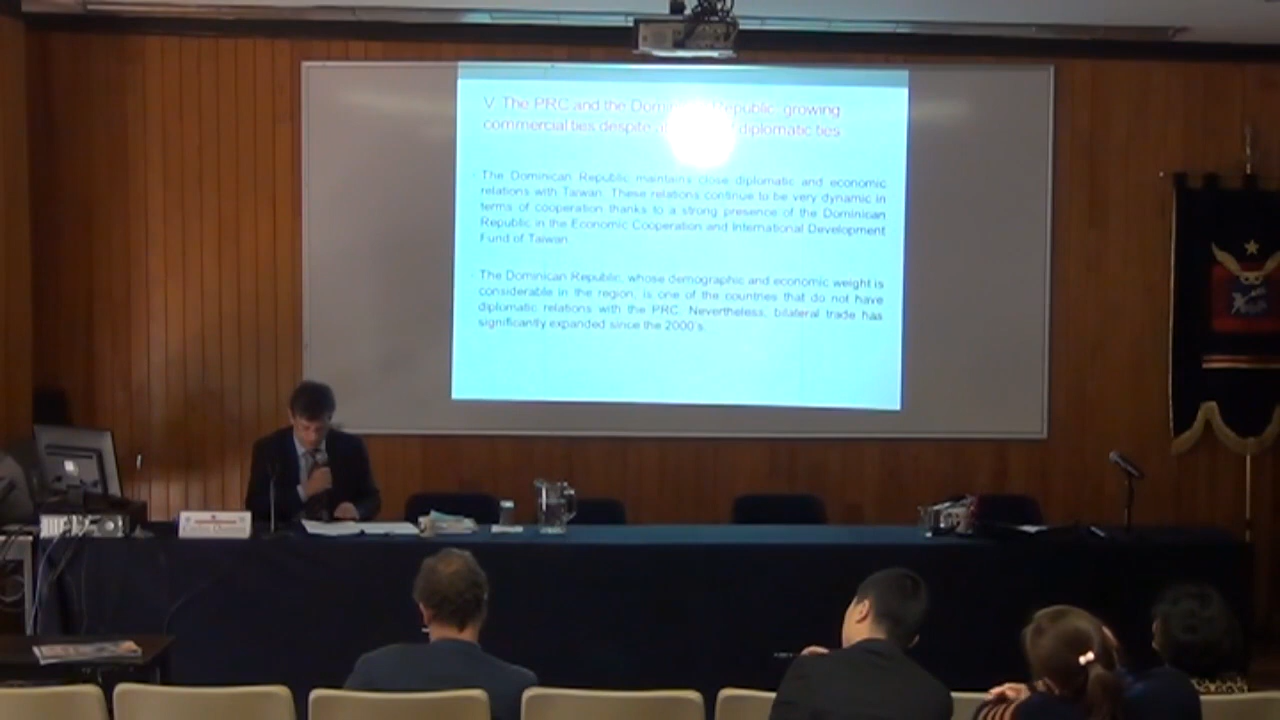 V. The PRC and the Dominican Republic: growing
commercial ties despite diplomatic ties
The Dominican Republic maintains close diplomatic and economic
relations with Taiwan. These relations continue to be very dynamic in
terms of cooperation thanks to a strong presence of the Dominican
Republic in the Economic Cooperation and International Development
Fund of Taiwan.
The Dominican Republic, whose demographic and economic weight is
considerable in the region, is one of the countries that do not have
diplomatic relations with the PRC. Nevertheless, bilateral trade has
significantly expanded since the 2000's.